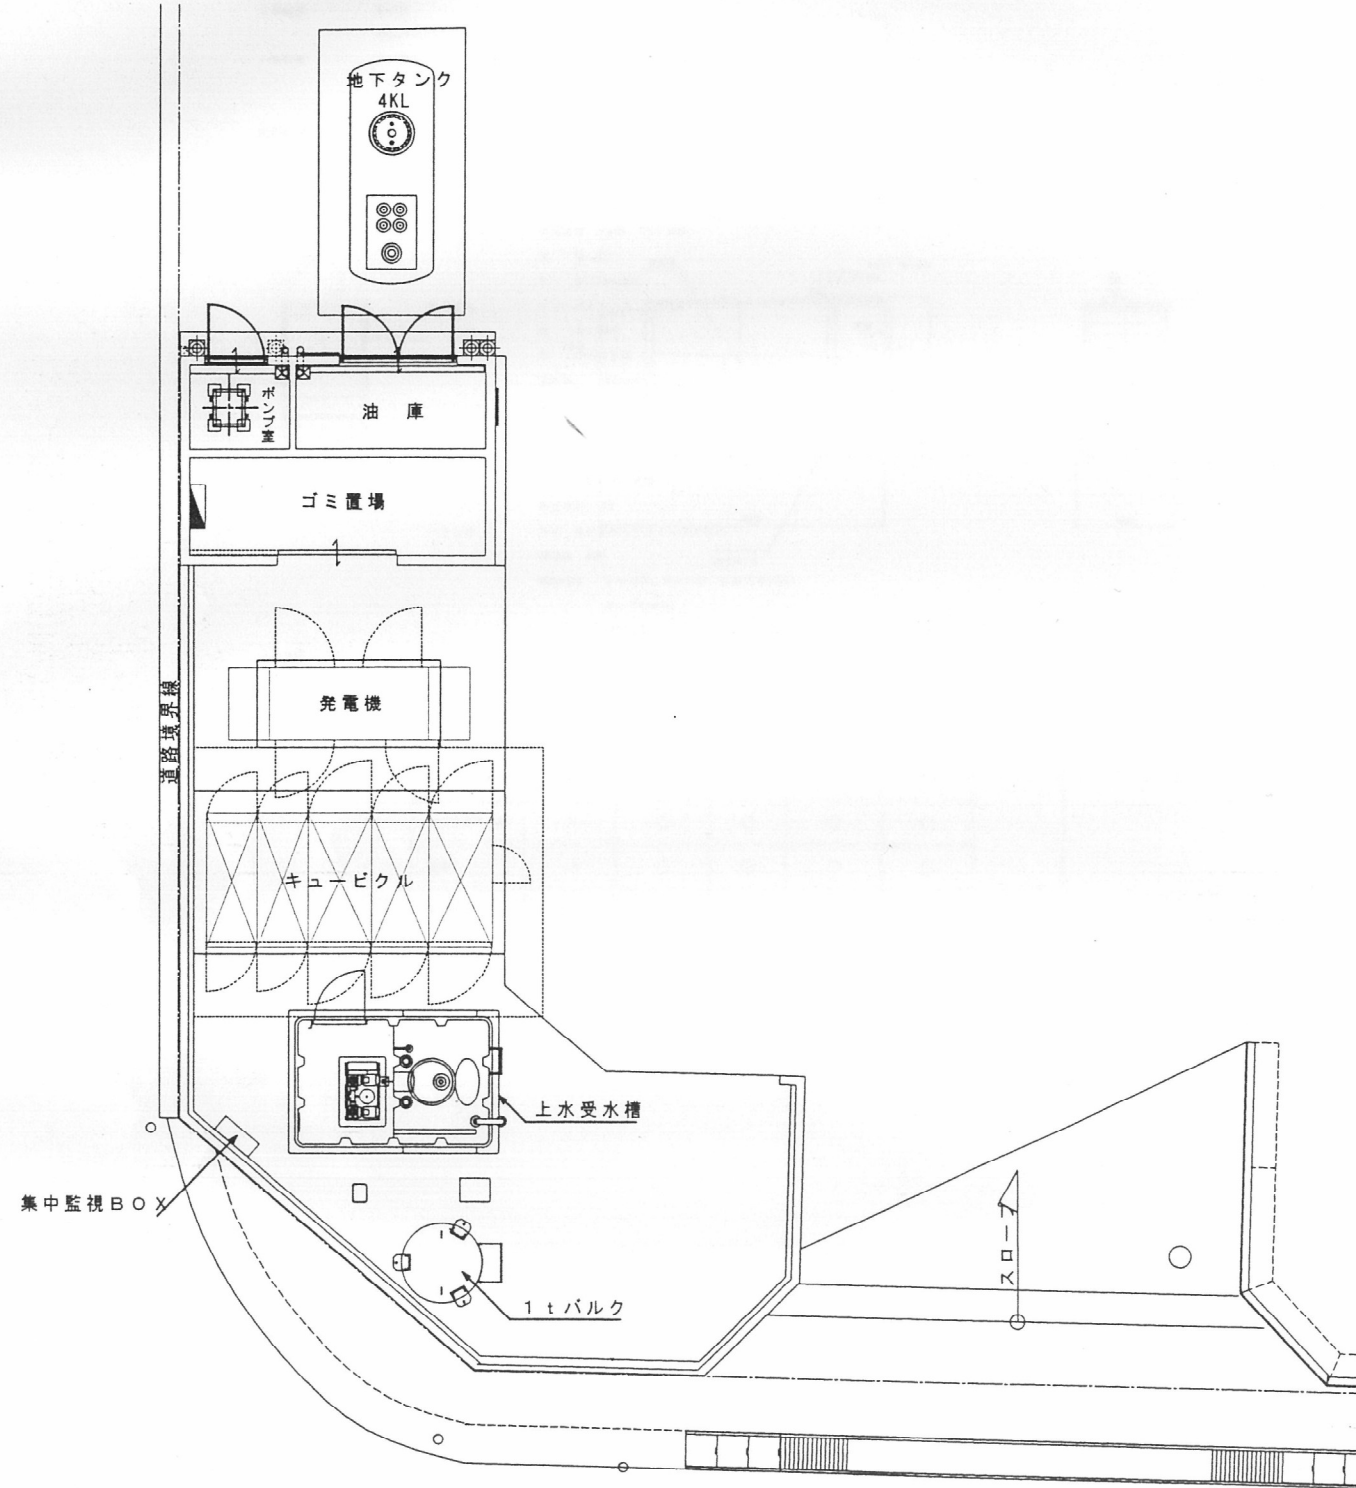 地下タンク
4KL
ポンプ室
油庫
ゴミ置場
発電機
道路境界線
キュービクル
上水受水槽
集中監視BOX
1tバルク
スロープ